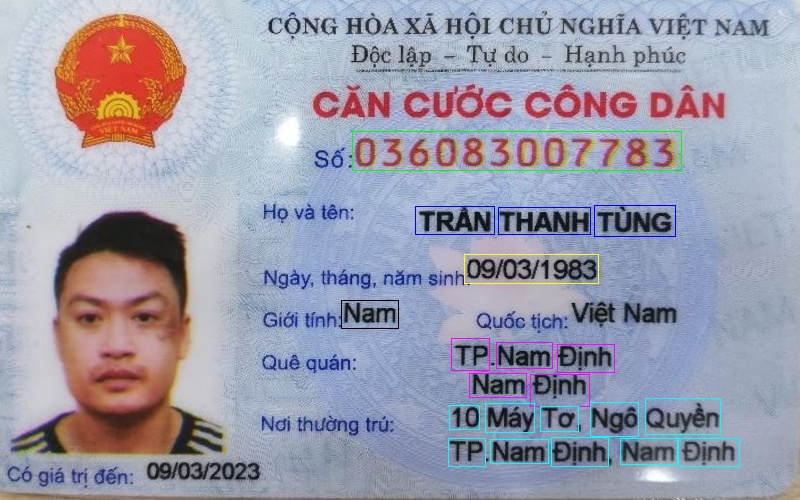 CỘNG HÒA XÃ HỘI CHỦ NGHĨA VIỆT NAM
Độc lập – Tự do – Hạnh phúc
CĂN CƯỚC CÔNG DÂN
Số: 036083007783
Họ và tên: TRẦN THANH TÙNG
Ngày, tháng, năm sinh: 09/03/1983
Giới tính: Nam Quốc tịch: Việt Nam
Quê quán: TP.Nam Định
Nam Định
Nơi thường trú: 10 Máy Tơ, Ngô Quyền
TP.Nam Định, Nam Định
Có giá trị đến: 09/03/2023
VIỆT NAM